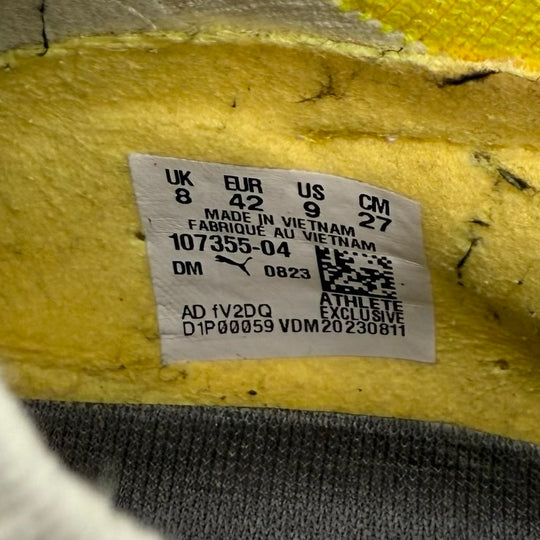 UK EUR US CM
8 42 9 27
MADE IN VIETNAM
FABRIQUÉ AU VIETNAM
107355-04
DM 0823
ATHLETE
EXCLUSIVE
AD fV2DQ
D1P00059 VDM20230811